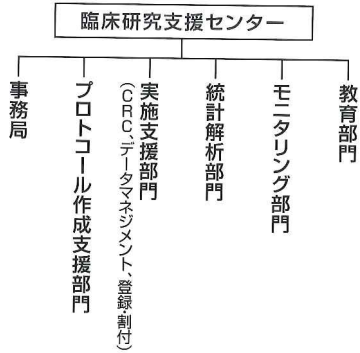 臨床研究支援センター
事務局
プロトコール作成支援部門
実施支援部門
（CRC、データマネジメント、登録・割付）
統計解析部門
モニタリング部門
教育部門